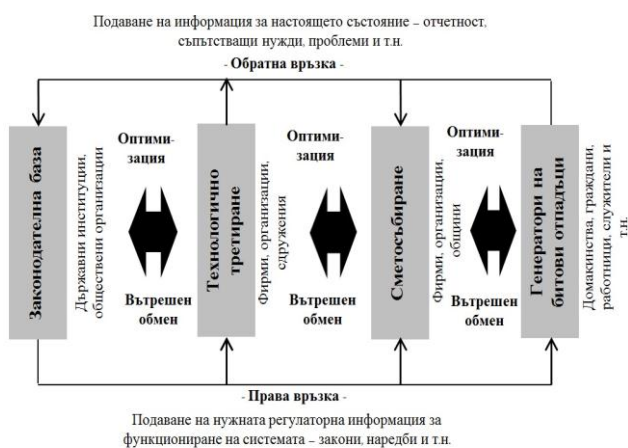 Подаване на информация за настоящето състояние – отчетност,
съпътстващи нужди, проблеми и т.н.
- Обратна връзка -
Законодателна база
Държавни институции,
обществени организации
Оптими-
зация
Вътрешен
обмен
Технологично
третиране
Фирми, организации,
сдружения
Оптими-
зация
Вътрешен
обмен
Сметосъбиране
Фирми, организации,
общини
Оптими-
зация
Вътрешен
обмен
Генератори на
битови отпадъци
Домакинства, граждани,
работници, служители и
т.н.
- Права връзка -
Подаване на нужната регулаторна информация за
функциониране на системата – закони, наредби и т.н.